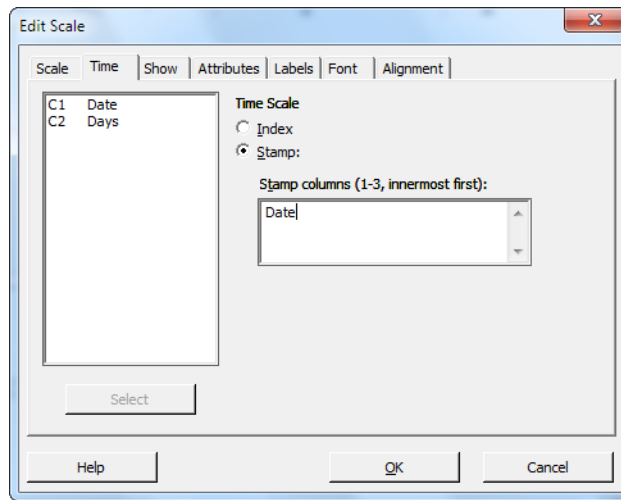 Edit Scale
Scale Time Show Attributes Labels Font Alignment
C1 Date
C2 Days
Time Scale
Index
Stamp:
Stamp columns (1-3, innermost first):
Date
Select
Help OK Cancel